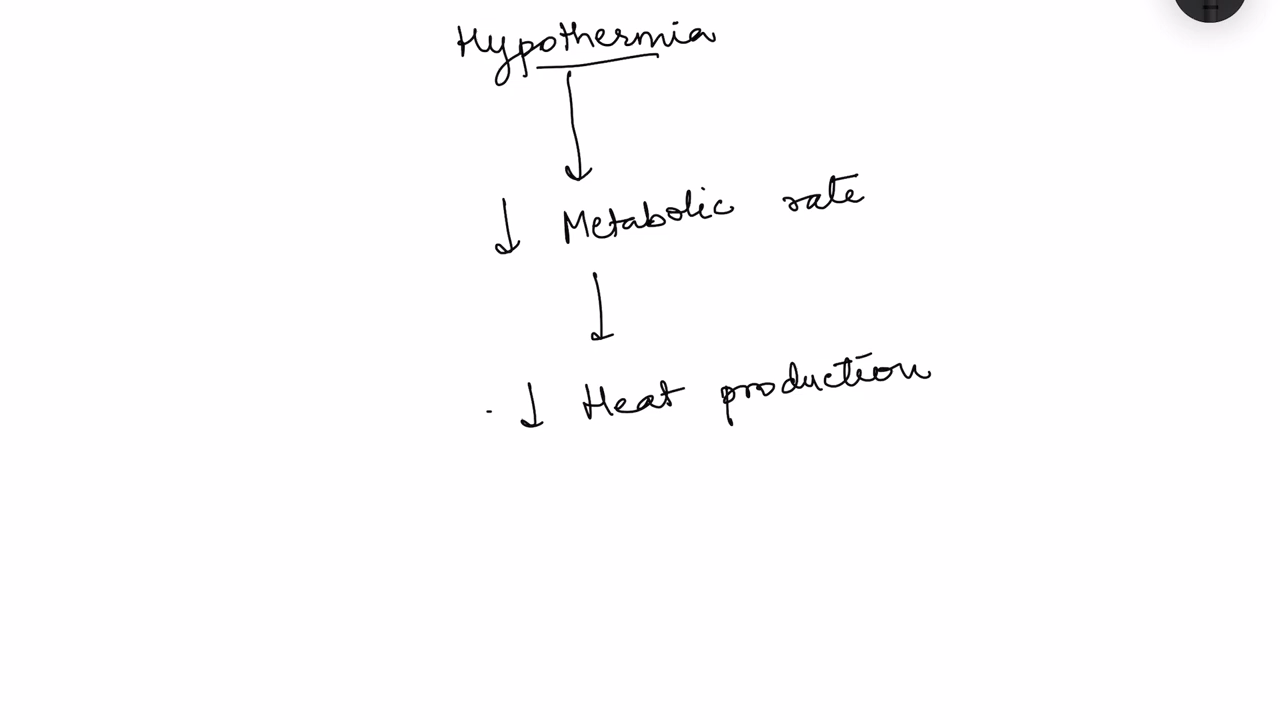 Hypothermia
↓
↓ Metabolic rate
↓
↓ Heat production